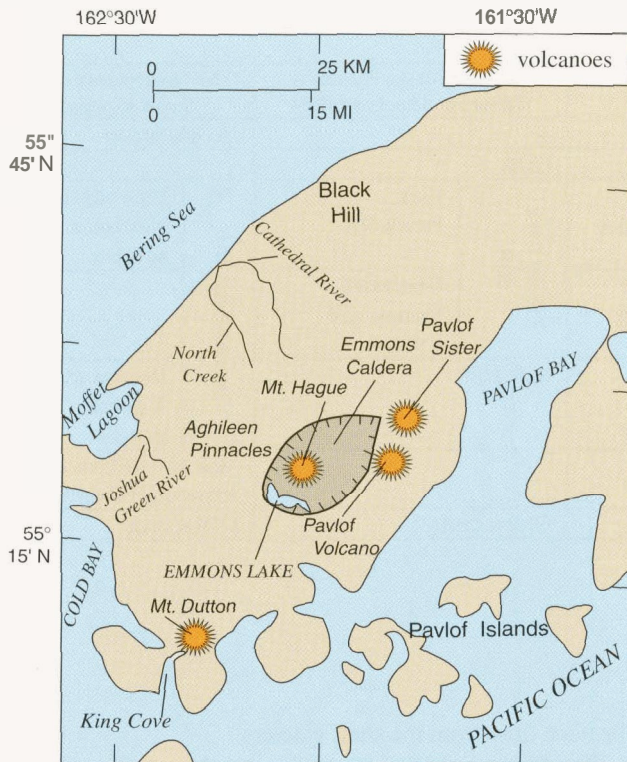 162°30'W
161°30'W
volcanoes
0
25 KM
0
15 MI
55"
45' N
Black
Hill
Bering Sea
Cathedral River
North
Creek
Pavlof
Sister
Emmons
Caldera
Mt. Hague
PAVLOF BAY
Moffet
Lagoon
Aghileen
Pinnacles
Joshua
Green River
Pavlof
Volcano
55°
15' N
EMMONS LAKE
COLD BAY
Mt. Dutton
Pavlof Islands
King Cove
PACIFIC OCEAN